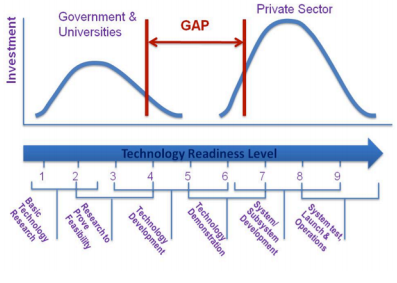 Government &
Universities
GAP
Private Sector
Investment
Technology Readiness Level
1 2 3 4 5 6 7 8 9
Basic
Technology
Research
Research to
Prove
Feasibility
Technology
Development
Technology
Demonstration
System/
Subsystem
Development
System test,
Launch &
Operations